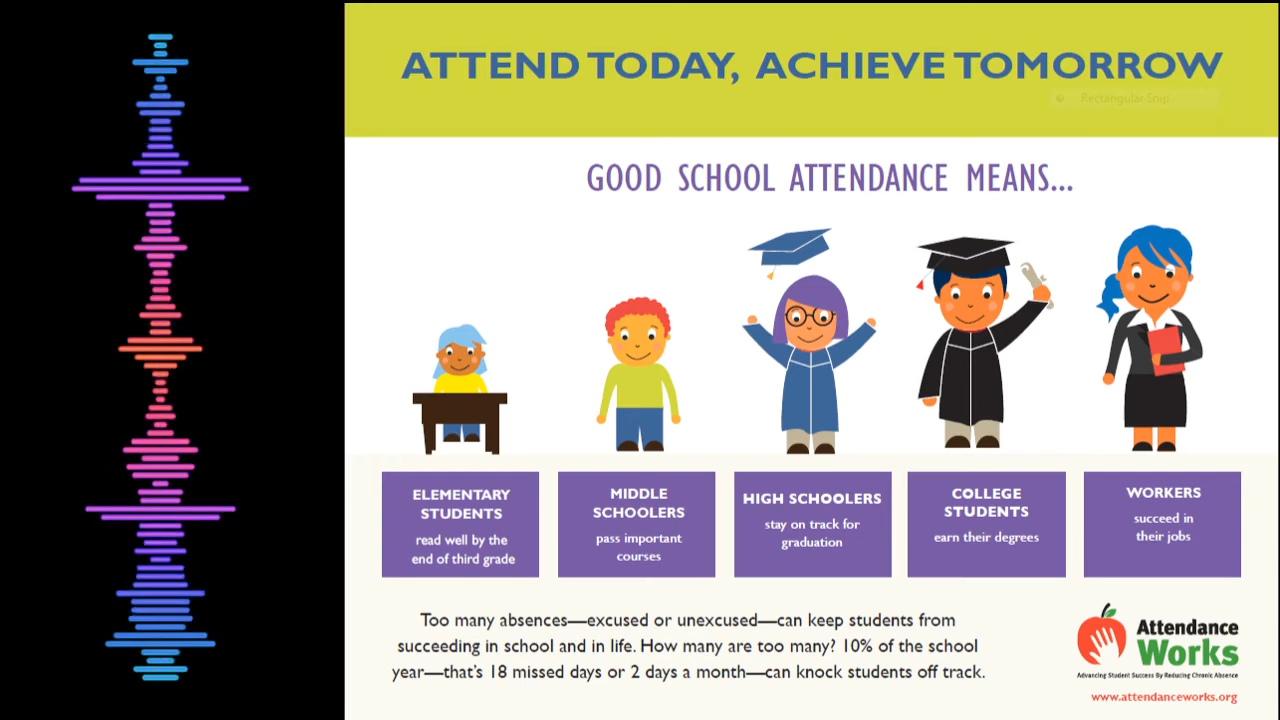 ATTEND TODAY, ACHIEVE TOMORROW
Rectangular Snip
GOOD SCHOOL ATTENDANCE MEANS...
ELEMENTARY
STUDENTS
read well by the
end of third grade
MIDDLE
SCHOOLERS
pass important
courses
HIGH SCHOOLERS
stay on track for
graduation
COLLEGE
STUDENTS
earn their degrees
WORKERS
succeed in
their jobs
Too many absences—excused or unexcused—can keep students from
succeeding in school and in life. How many are too many? 10% of the school
year—that's 18 missed days or 2 days a month—can knock students off track.
Attendance
Works
Advancing Student Success By Reducing Chronic Absence
www.attendanceworks.org